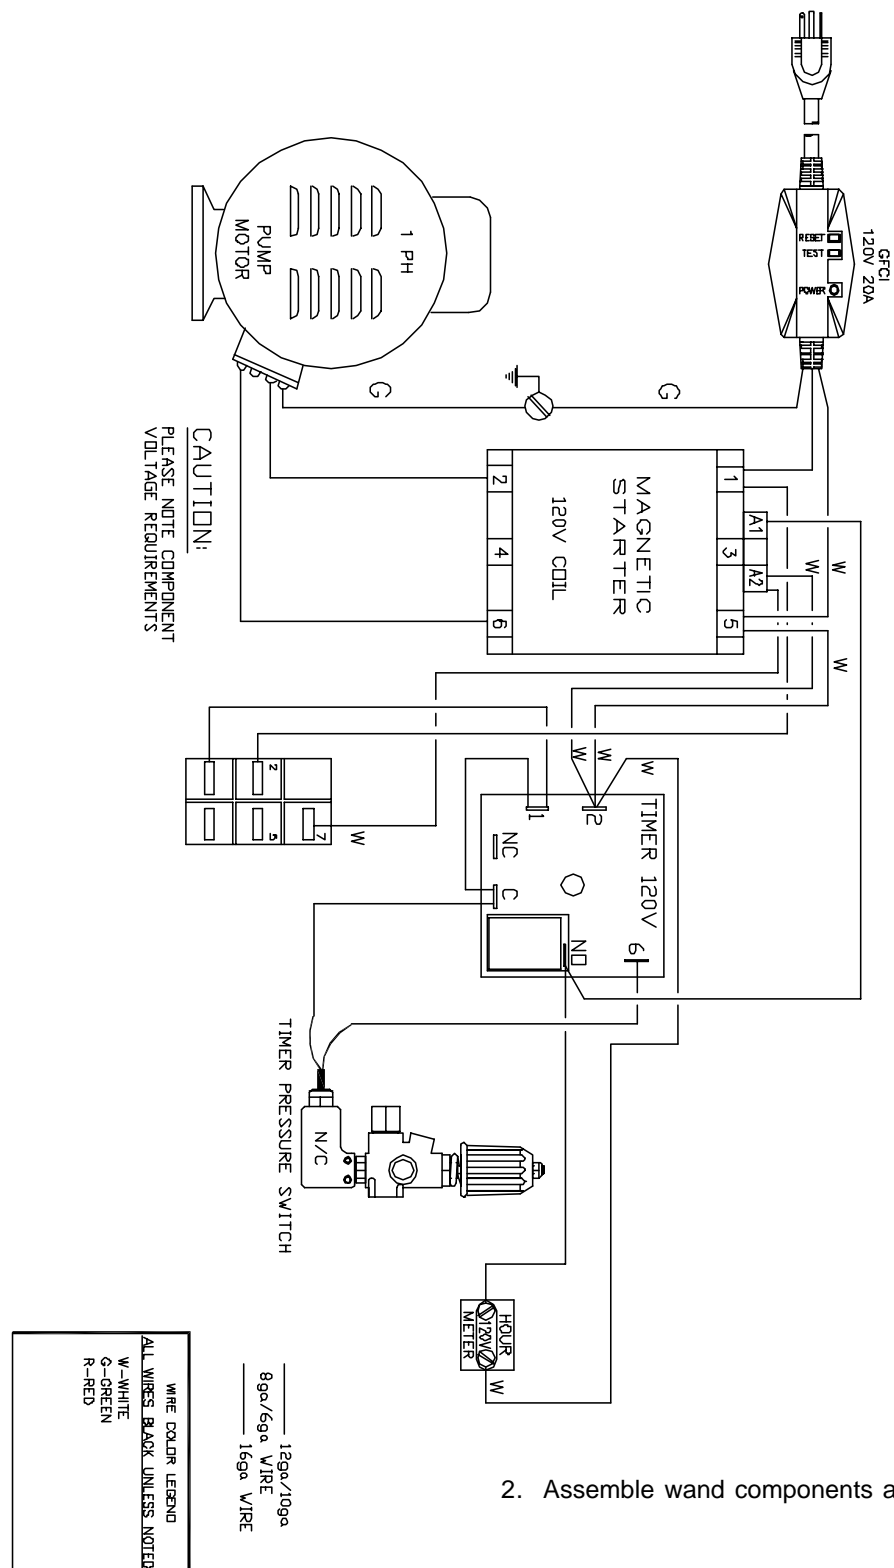 GFCI
120V 20A
RESET
TEST
POWER
1 PH
PUMP
MOTOR
G
G
CAUTION:
PLEASE NOTE COMPONENT
VOLTAGE REQUIREMENTS
MAGNETIC
STARTER
120V COIL
1
A1
3
A2
5
2
4
6
W
W
W
W
W
W
2
5
7
W
TIMER 120V
1
2
NC
C
NO
6
TIMER PRESSURE SWITCH
N/C
HOUR
120V
METER
W
12ga/10ga
8ga/6ga WIRE
16ga WIRE
WIRE COLOR LEGEND
ALL WIRES BLACK UNLESS NOTED
W-WHITE
G-GREEN
R-RED
2. Assemble wand components a